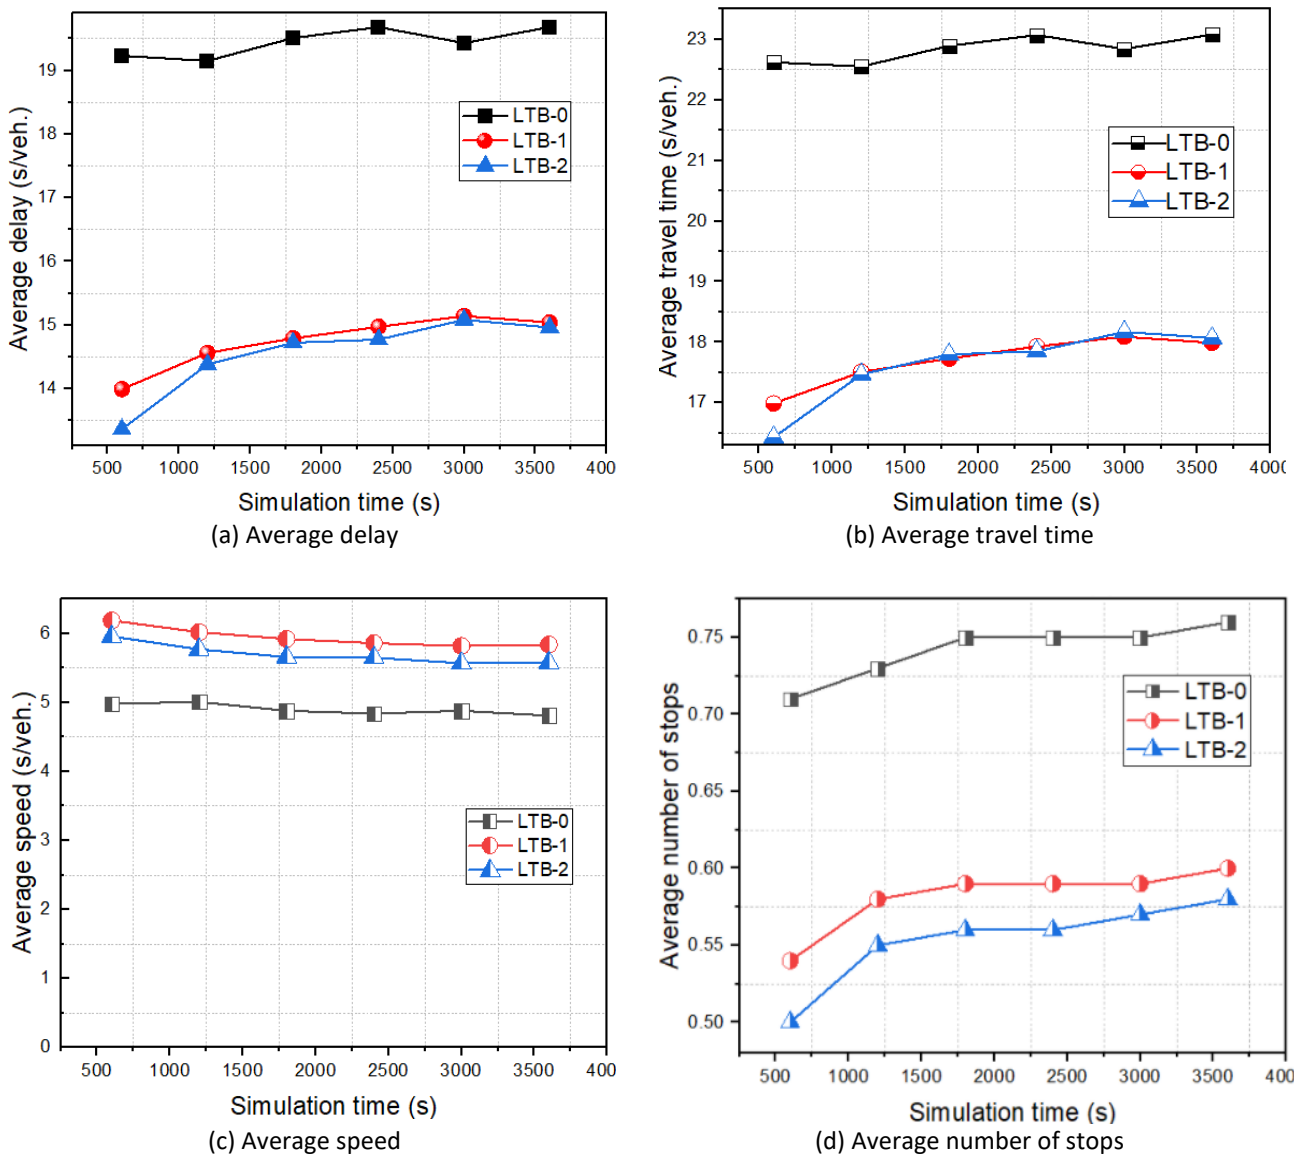 Average delay (s/veh.)
19
18
17
16
15
14
LTB-0
LTB-1
LTB-2
500 1000 1500 2000 2500 3000 3500 400
Simulation time (s)
(a) Average delay
Average travel time (s/veh.)
23
22
21
20
19
18
17
LTB-0
LTB-1
LTB-2
500 1000 1500 2000 2500 3000 3500 4000
Simulation time (s)
(b) Average travel time
Average speed (s/veh.)
6
5
4
3
2
1
0
LTB-0
LTB-1
LTB-2
500 1000 1500 2000 2500 3000 3500 400
Simulation time (s)
(c) Average speed
Average number of stops
0.75
0.70
0.65
0.60
0.55
0.50
LTB-0
LTB-1
LTB-2
500 1000 1500 2000 2500 3000 3500 400
Simulation time (s)
(d) Average number of stops